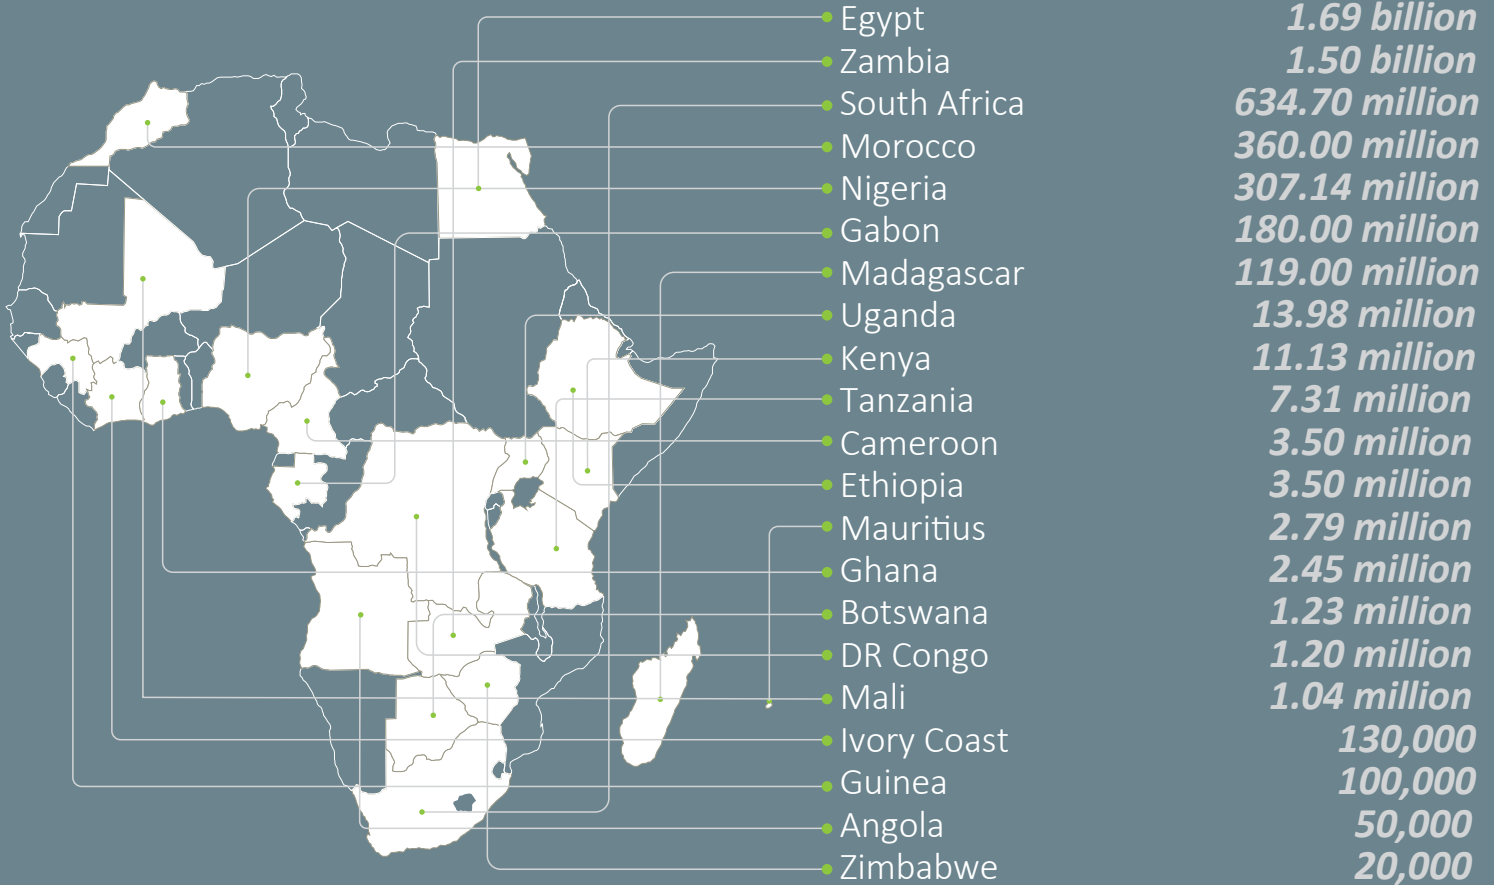 Egypt 1.69 billion
Zambia 1.50 billion
South Africa 634.70 million
Morocco 360.00 million
Nigeria 307.14 million
Gabon 180.00 million
Madagascar 119.00 million
Uganda 13.98 million
Kenya 11.13 million
Tanzania 7.31 million
Cameroon 3.50 million
Ethiopia 3.50 million
Mauritius 2.79 million
Ghana 2.45 million
Botswana 1.23 million
DR Congo 1.20 million
Mali 1.04 million
Ivory Coast 130,000
Guinea 100,000
Angola 50,000
Zimbabwe 20,000